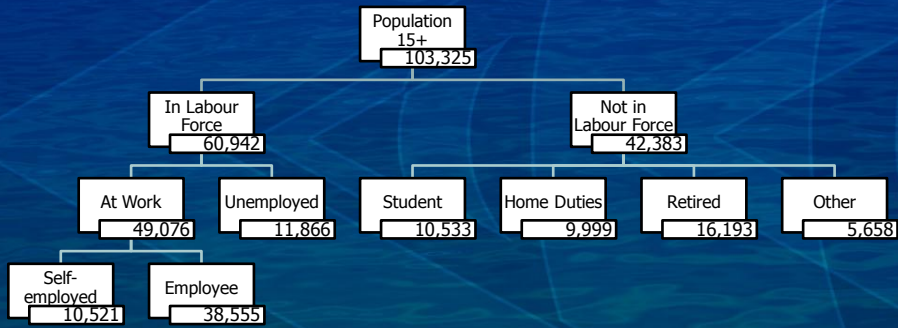 Population
15+
103,325
In Labour
Force
60,942
Not in
Labour Force
42,383
At Work
49,076
Unemployed
11,866
Student
10,533
Home Duties
9,999
Retired
16,193
Other
5,658
Self-
employed
10,521
Employee
38,555